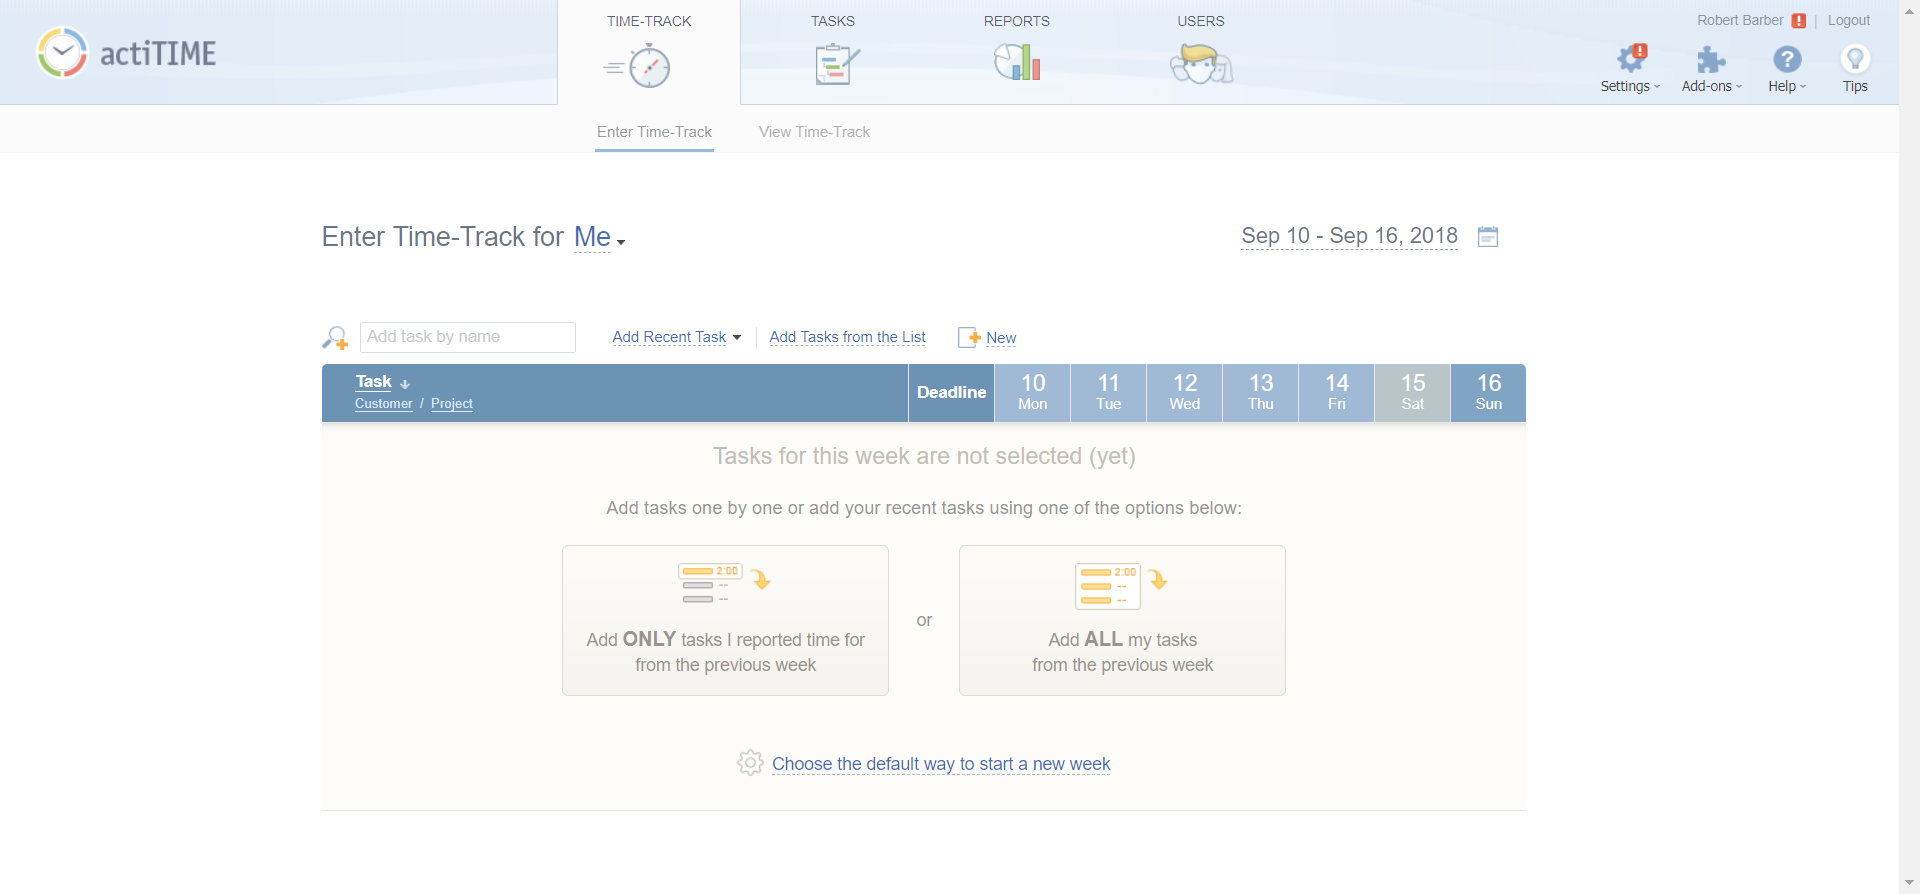 actiTIME
TIME-TRACK
TASKS
REPORTS
USERS
Robert Barber ! | Logout
Settings
Add-ons
Help
Tips
Enter Time-Track
View Time-Track
Enter Time-Track for Me
Sep 10 - Sep 16, 2018
Add task by name
Add Recent Task
Add Tasks from the List
New
Task
Customer / Project
Deadline
10
Mon
11
Tue
12
Wed
13
Thu
14
Fri
15
Sat
16
Sun
Tasks for this week are not selected (yet)
Add tasks one by one or add your recent tasks using one of the options below:
2:00
--
--
Add ONLY tasks I reported time for
from the previous week
or
2:00
--
--
Add ALL my tasks
from the previous week
Choose the default way to start a new week